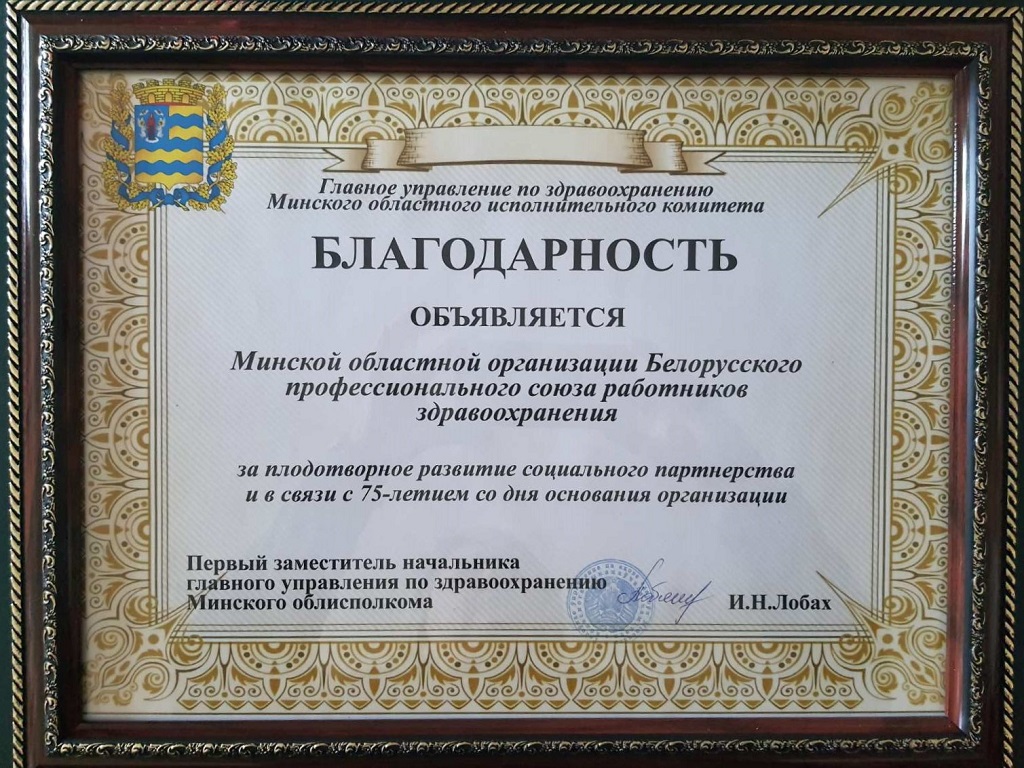 Главное управление по здравоохранению
Минского областного исполнительного комитета
БЛАГОДАРНОСТЬ
ОБЪЯВЛЯЕТСЯ
Минской областной организации Белорусского
профессионального союза работников
здравоохранения
за плодотворное развитие социального партнерства
и в связи с 75-летием со дня основания организации
Первый заместитель начальника
главного управления по здравоохранению
Минского облисполкома
И.Н.Лобах